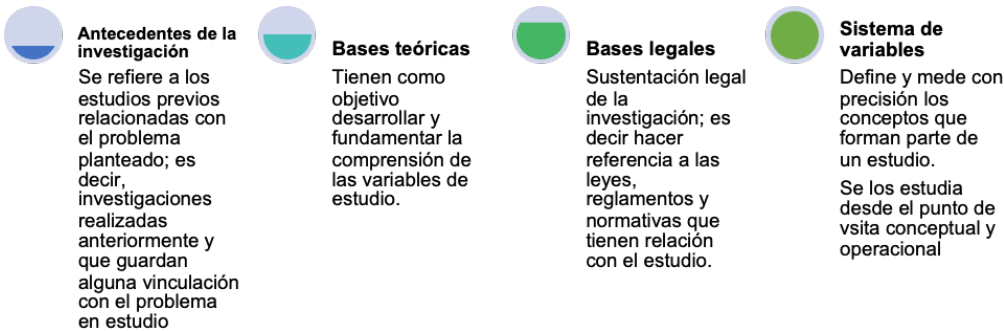 Antecedentes de la
investigación
Se refiere a los
estudios previos
relacionadas con
el problema
planteado; es
decir,
investigaciones
realizadas
anteriormente y
que guardan
alguna vinculación
con el problema
en estudio
Bases teóricas
Tienen como
objetivo
desarrollar y
fundamentar la
comprensión de
las variables de
estudio.
Bases legales
Sustentación legal
de la
investigación; es
decir hacer
referencia a las
leyes,
reglamentos y
normativas que
tienen relación
con el estudio.
Sistema de
variables
Define y mede con
precisión los
conceptos que
forman parte de
un estudio.
Se los estudia
desde el punto de
vsita conceptual y
operacional